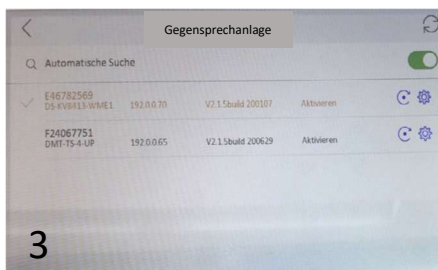 Gegensprechanlage
Automatische Suche
E46782569
DS-KV8413-WME1 192.0.0.70 V2.1.5build 200107 Aktivieren
F24067751
DMT-TS-4-UP 192.0.0.65 V2.1.5build 200629 Aktivieren
3